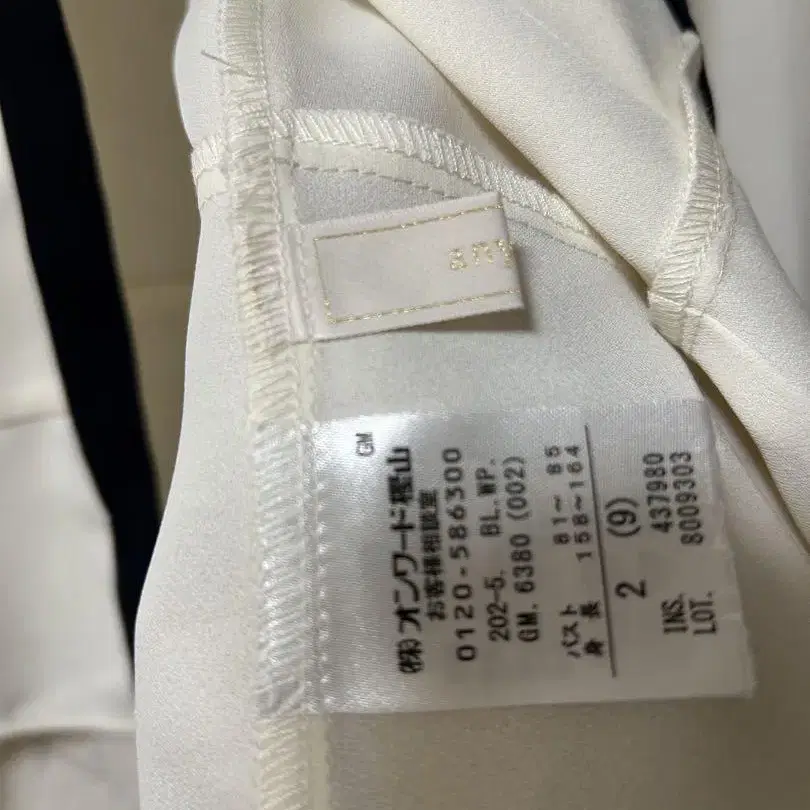 GM
(株)オンワード樫山
お客様相談室
0120-586300
202-5. BL.WP.
GM. 6380 (002)
バスト 81~ 85
身長 158~164
2 (9)
INS. 437980
LOT. 8009303